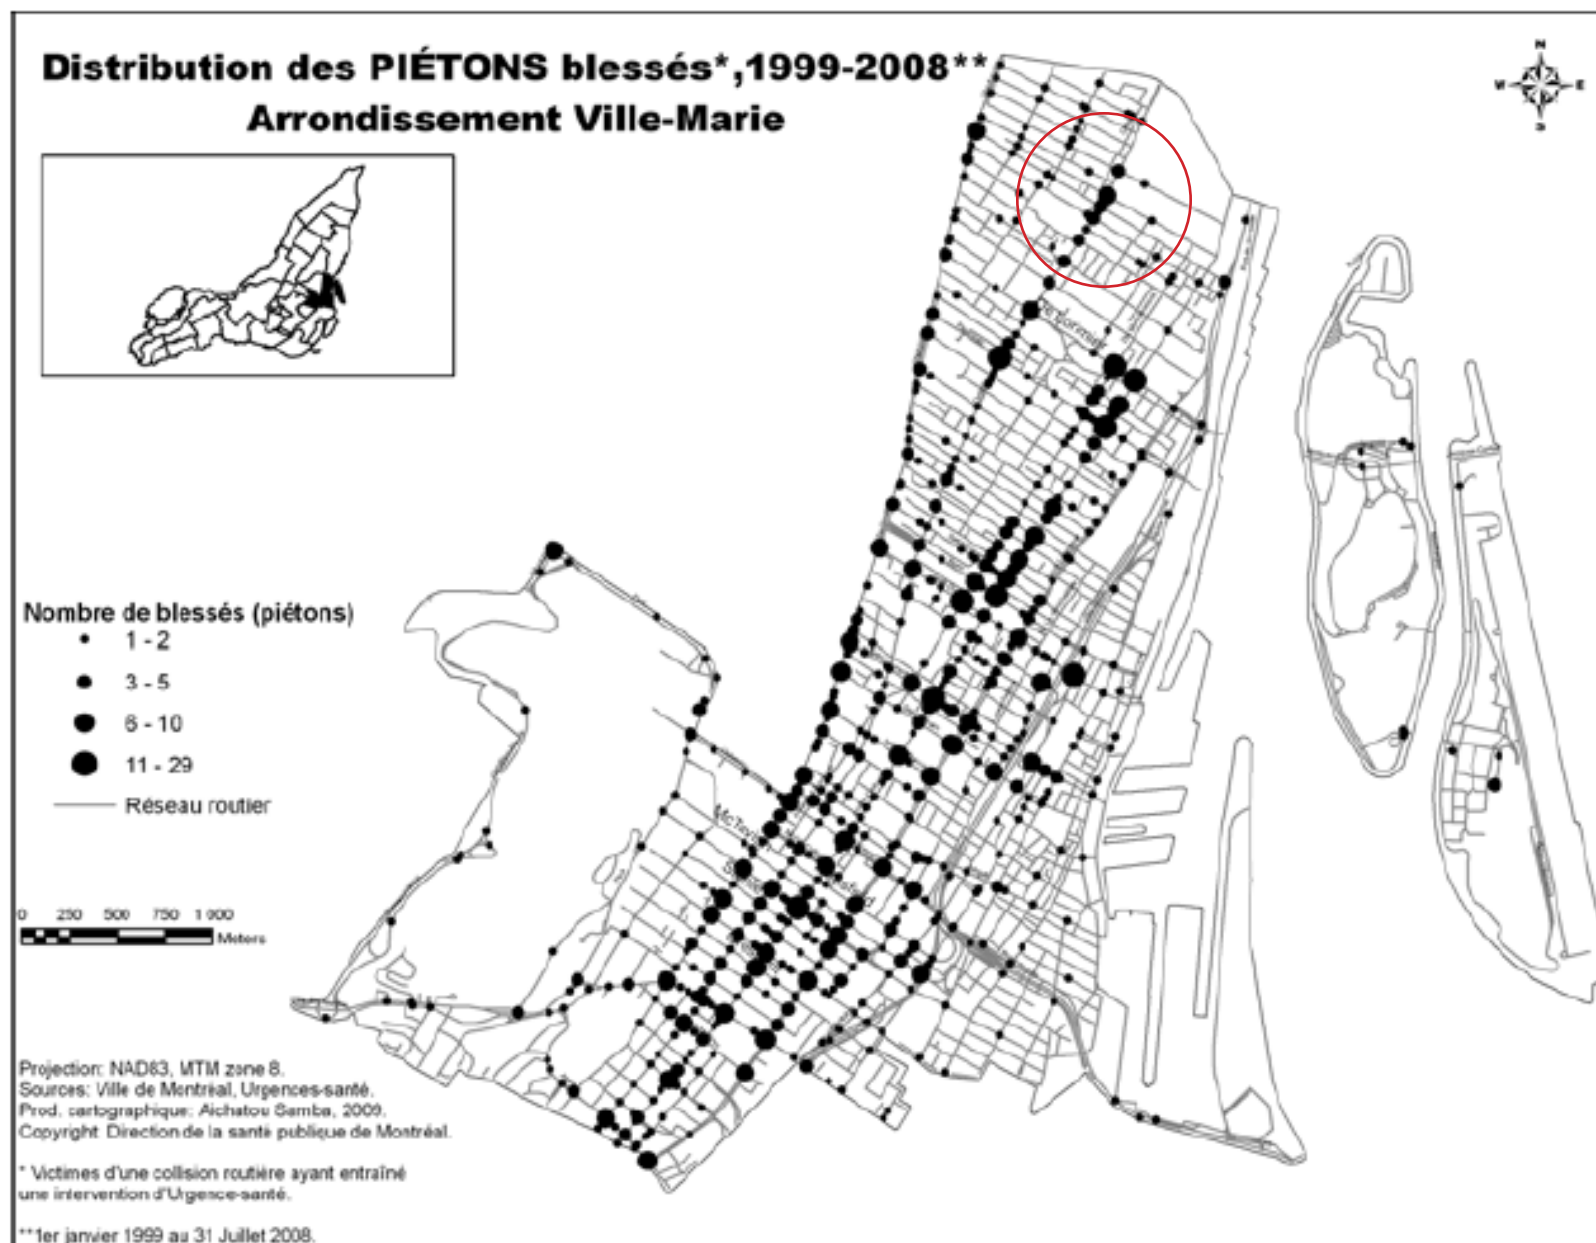 Distribution des PIÉTONS blessés*,1999-2008**
Arrondissement Ville-Marie
N
W
E
S
Nombre de blessés (piétons)
1 - 2
3 - 5
6 - 10
11 - 29
Réseau routier
0 250 500 750 1 000
Meters
McTavish
Projection: NAD83, MTM zone 8.
Sources: Ville de Montréal, Urgences-santé.
Prod. cartographique: Aichatou Samba, 2009.
Copyright: Direction de la santé publique de Montréal.
* Victimes d'une collision routière ayant entraîné
une intervention d'Urgence-santé.
**1er janvier 1999 au 31 Juillet 2008.